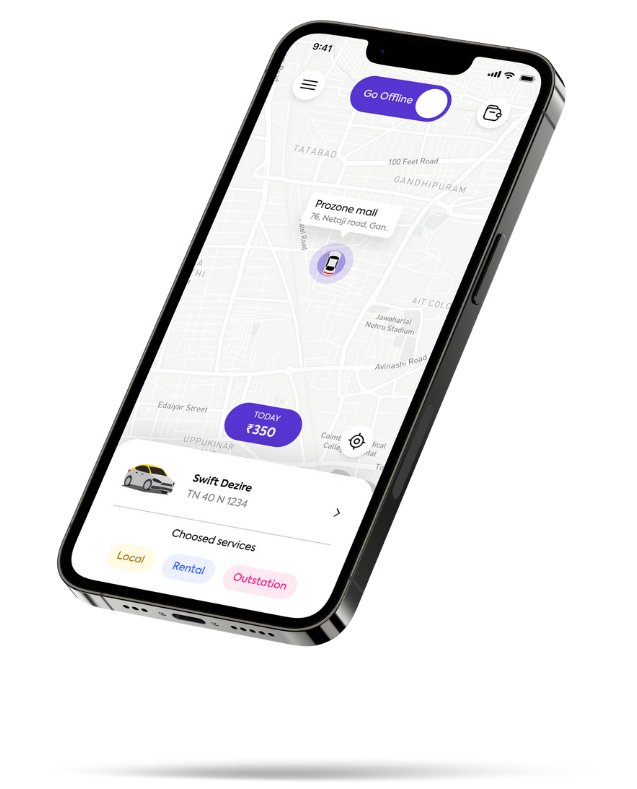 9:41
Go Offline
TATABAD
100 Feet Road
GANDHIPURAM
Prozone mall
76, Netaji road, Gan..
AIT COLO
Jawaharlal
Nehru Stadium
Avinashi Road
Edaiyar Street
TODAY
₹350
UPPUKINAR
Swift Dezire
TN 40 N 1234
Choosed services
Local
Rental
Outstation